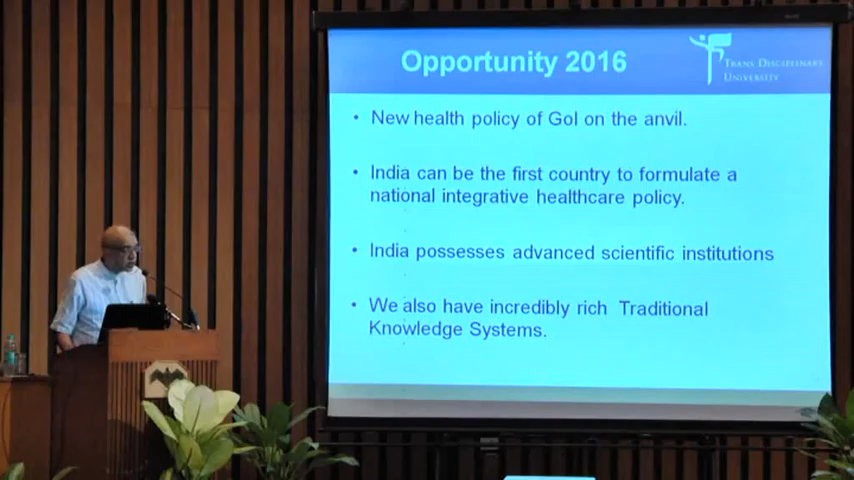 Opportunity 2016
TRANS DISCIPLINARY
UNIVERSITY
• New health policy of GoI on the anvil.
• India can be the first country to formulate a
national integrative healthcare policy.
• India possesses advanced scientific institutions
• We also have incredibly rich Traditional
Knowledge Systems.